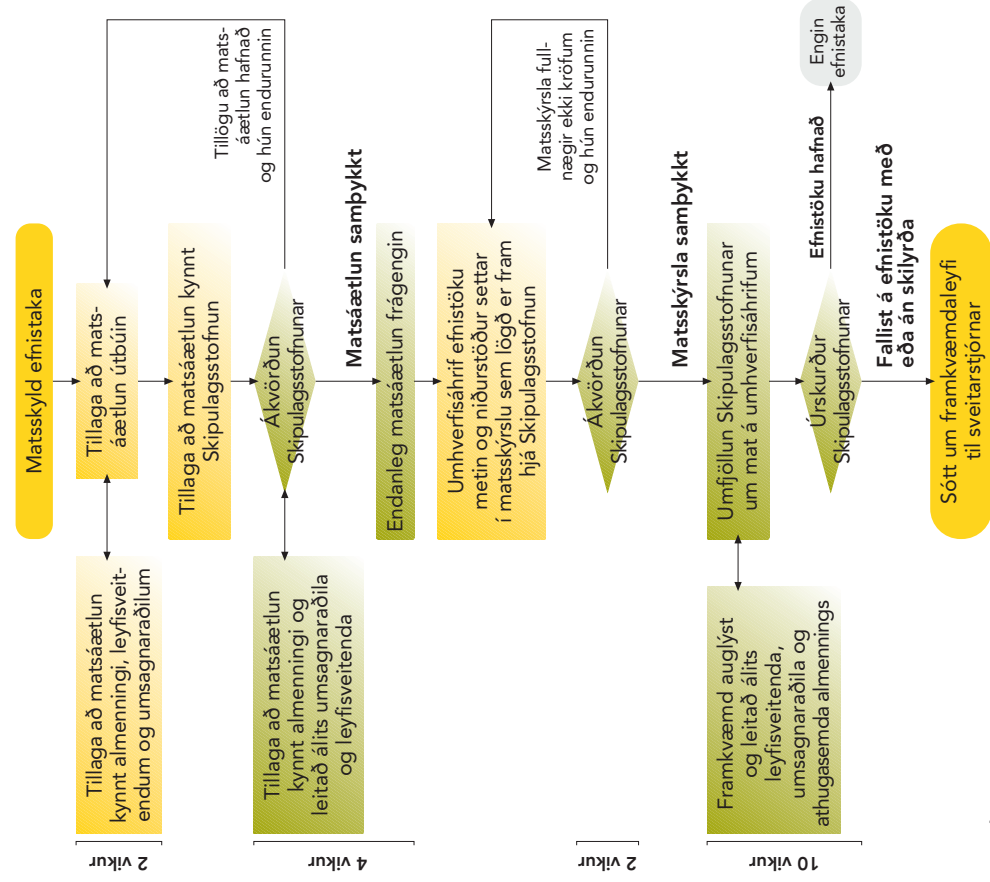 Matsskyld efnistaka
Tillaga að mats-
áætlun útbúin
Tillaga að matsáætlun
kynnt almenningi, leyfisveit-
endum og umsagnaraðilum
2 vikur
Tillögu að mats-
áætlun hafnað
og hún endurunnin
Tillaga að matsáætlun kynnt
Skipulagsstofnun
Ákvörðun
Skipulagsstofnunar
Tillaga að matsáætlun
kynnt almenningi og
leitað álits umsagnaraðila
og leyfisveitenda
4 vikur
Matsáætlun samþykkt
Endanleg matsáætlun frágengin
Umhverfisáhrif efnistöku
metin og niðurstöður settar
í matsskýrslu sem lögð er fram
hjá Skipulagsstofnun
Matsskýrsla full-
nægir ekki kröfum
og hún endurunnin
Ákvörðun
Skipulagsstofnunar
2 vikur
Matsskýrsla samþykkt
Umfjöllun Skipulagsstofnunar
um mat á umhverfisáhrifum
Framkvæmd auglýst
og leitað álits
leyfisveitenda,
umsagnaraðila og
athugasemda almennings
10 vikur
Úrskurður
Skipulagsstofnunar
Efnistöku hafnað
Engin
efnistaka
Fallist á efnistöku með
eða án skilyrða
Sótt um framkvæmdaleyfi
til sveitarstjórnar